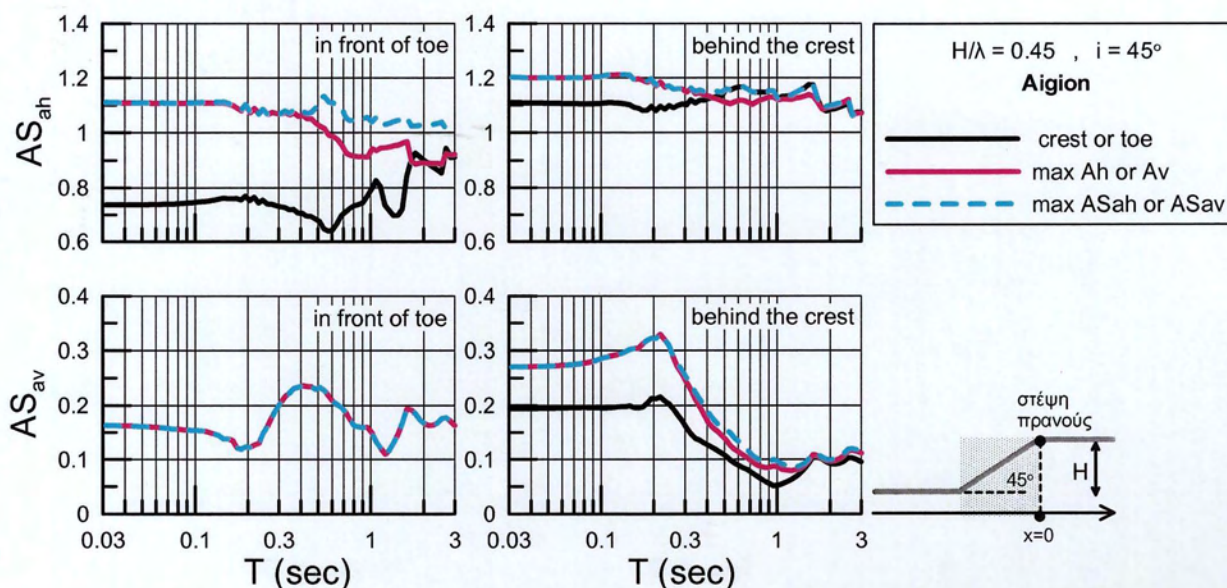 in front of toe
behind the crest
1.4
1.2
1
0.8
0.6
AS_ah
1.4
1.2
1
0.8
0.6
H/λ = 0.45 , i = 45°
Aigion
crest or toe
max Ah or Av
max ASah or ASav
in front of toe
behind the crest
0.4
0.3
0.2
0.1
0
AS_av
0.4
0.3
0.2
0.1
0
0.03
0.1
0.3
1
3
T (sec)
0.03
0.1
0.3
1
3
T (sec)
στέψη
πρανούς
45°
H
x=0